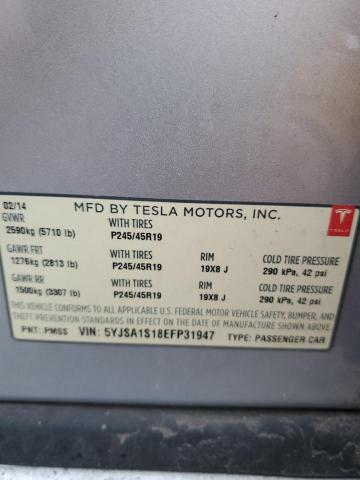 02/14 MFD BY TESLA MOTORS, INC.
GVWR WITH TIRES
2590kg (5710 lb) P245/45R19
TESLA
GAWR FRT WITH TIRES RIM COLD TIRE PRESSURE
1276kg (2813 lb) P245/45R19 19X8 J 290 kPa, 42 psi
GAWR RR WITH TIRES RIM COLD TIRE PRESSURE
1500kg (3307 lb) P245/45R19 19X8 J 290 kPa, 42 psi
THIS VEHICLE CONFORMS TO ALL APPLICABLE U.S. FEDERAL MOTOR VEHICLE SAFETY, BUMPER, AND
THEFT PREVENTION STANDARDS IN EFFECT ON THE DATE OF MANUFACTURE SHOWN ABOVE.
PNT: PMSS VIN: 5YJSA1S18EFP31947 TYPE: PASSENGER CAR